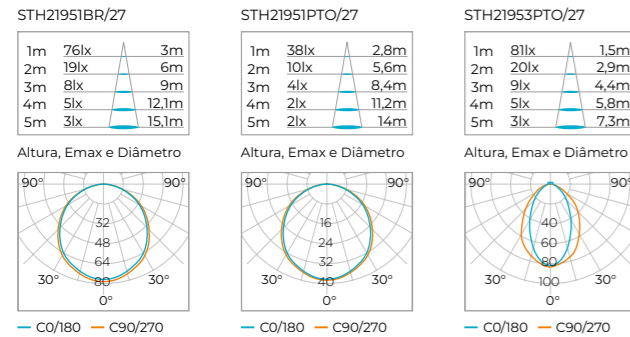 STH21951BR/27
1m 76lx 3m
2m 19lx 6m
3m 8lx 9m
4m 5lx 12,1m
5m 3lx 15,1m
Altura, Emax e Diâmetro
90° 90°
32
48
64
80
30° 30°
0°
C0/180 C90/270
STH21951PTO/27
1m 38lx 2,8m
2m 10lx 5,6m
3m 4lx 8,4m
4m 2lx 11,2m
5m 2lx 14m
Altura, Emax e Diâmetro
90° 90°
16
24
32
40
30° 30°
0°
C0/180 C90/270
STH21953PTO/27
1m 81lx 1,5m
2m 20lx 2,9m
3m 9lx 4,4m
4m 5lx 5,8m
5m 3lx 7,3m
Altura, Emax e Diâmetro
90° 90°
40
60
80
100
30° 30°
0°
C0/180 C90/270